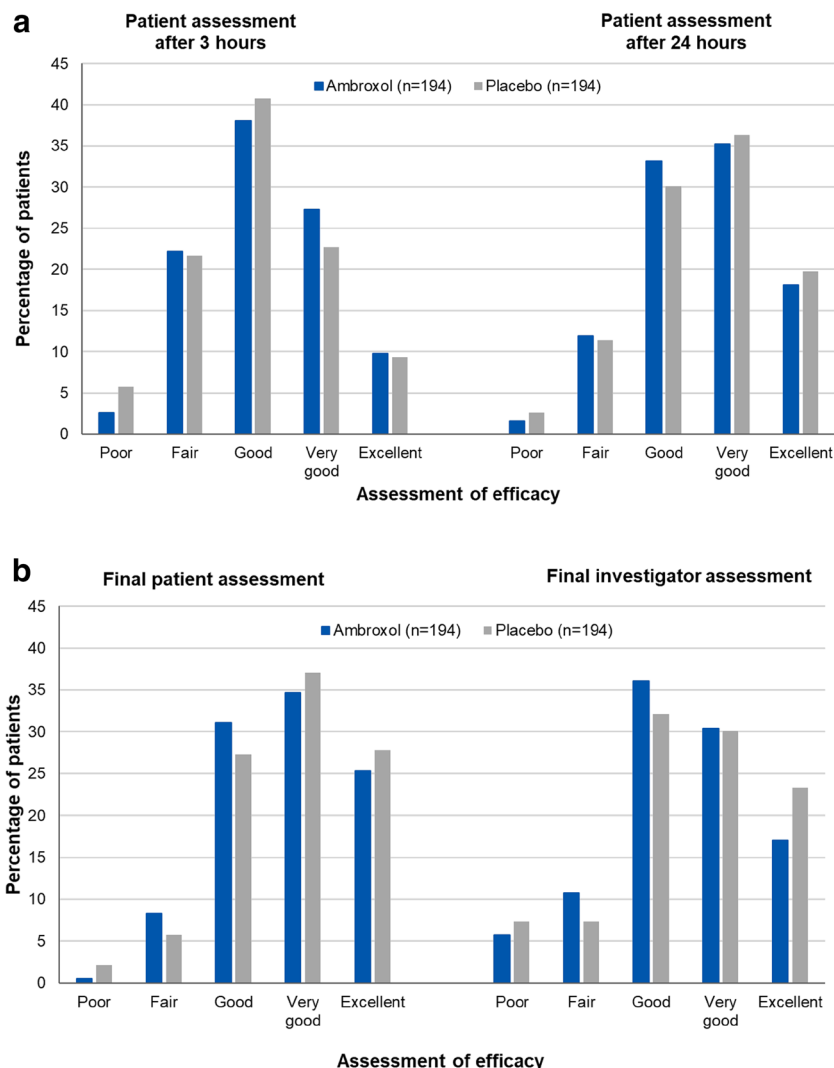 a
Patient assessment
after 3 hours
Patient assessment
after 24 hours
Ambroxol (n=194) Placebo (n=194)
Percentage of patients
45
40
35
30
25
20
15
10
5
0
Poor Fair Good Very good Excellent
Poor Fair Good Very good Excellent
Assessment of efficacy
b
Final patient assessment
Final investigator assessment
Ambroxol (n=194) Placebo (n=194)
Percentage of patients
45
40
35
30
25
20
15
10
5
0
Poor Fair Good Very good Excellent
Poor Fair Good Very good Excellent
Assessment of efficacy